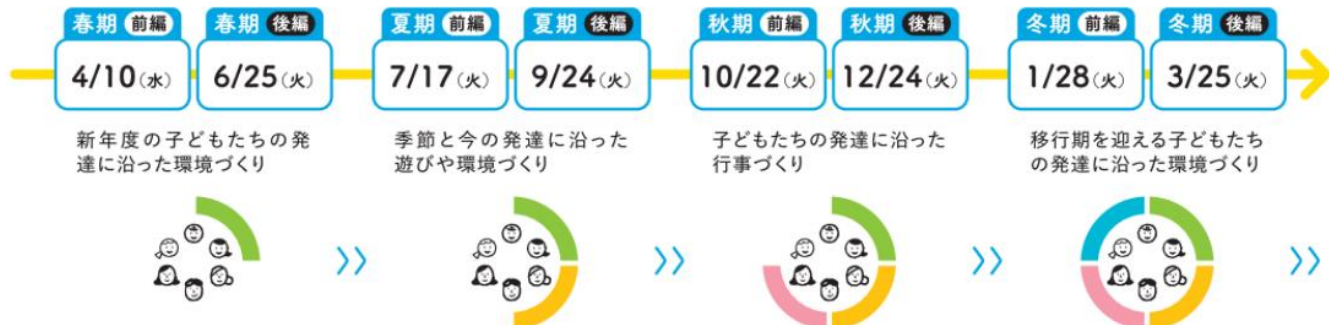 春期 前編
4/10(水)
春期 後編
6/25(火)
新年度の子どもたちの発
達に沿った環境づくり
夏期 前編
7/17(火)
夏期 後編
9/24(火)
季節と今の発達に沿った
遊びや環境づくり
秋期 前編
10/22(火)
秋期 後編
12/24(火)
子どもたちの発達に沿った
行事づくり
冬期 前編
1/28(火)
冬期 後編
3/25(火)
移行期を迎える子どもたち
の発達に沿った環境づくり